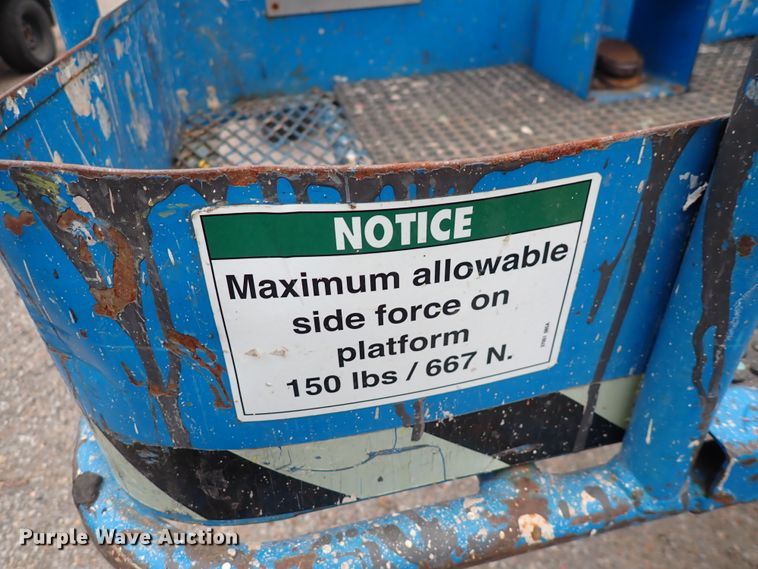 NOTICE
Maximum allowable
side force on
platform
150 lbs / 667 N.
Purple Wave Auction